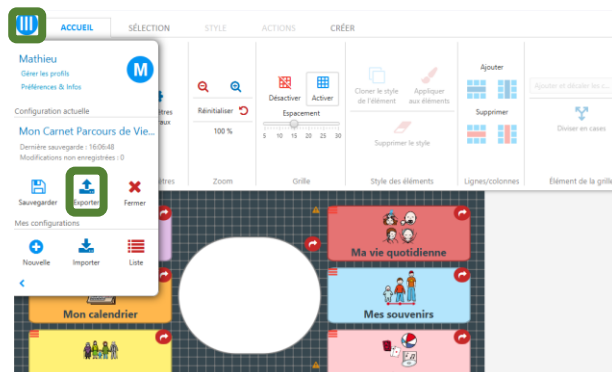 ACCUEIL SÉLECTION STYLE ACTIONS CRÉER
Mathieu
Gérer les profils
Préférences & Infos
M
Configuration actuelle
Mon Carnet Parcours de Vie...
Dernière sauvegarde : 16:06:48
Modifications non enregistrées : 0
Sauvegarder Exporter Fermer
Mes configurations
Nouvelle Importer Liste
Réinitialiser
100 %
Zoom
Désactiver Activer
Espacement
5 10 15 20 25 30
Grille
Cloner le style de l'élément
Appliquer aux éléments
Supprimer le style
Style des éléments
Ajouter
Supprimer
Lignes/colonnes
Ajouter et décaler les c...
Diviser en cases
Élément de la grille
Ma vie quotidienne
Mon calendrier
Mes souvenirs